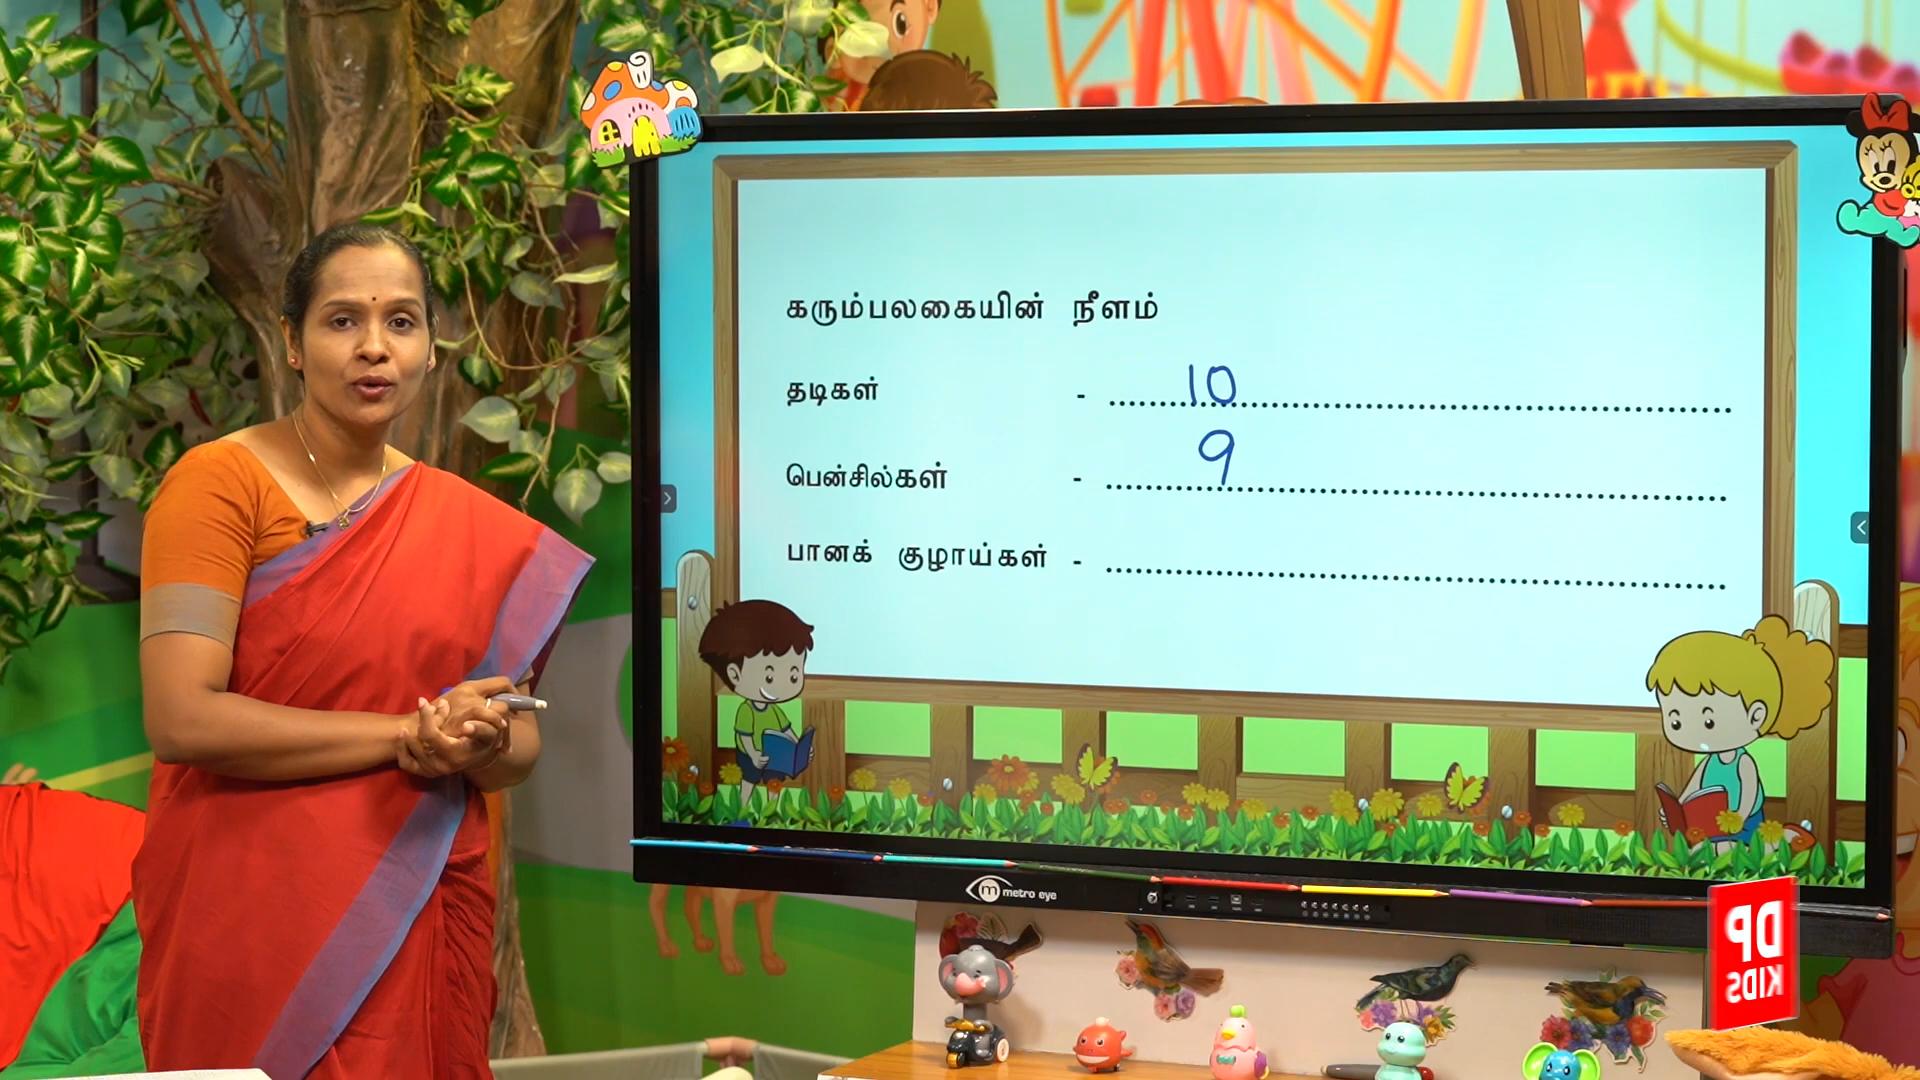 கரும்பலகையின் நீளம்
தடிகள் - 10
பென்சில்கள் - 9
பானக் குழாய்கள் -
metro eye
DP
KIDS